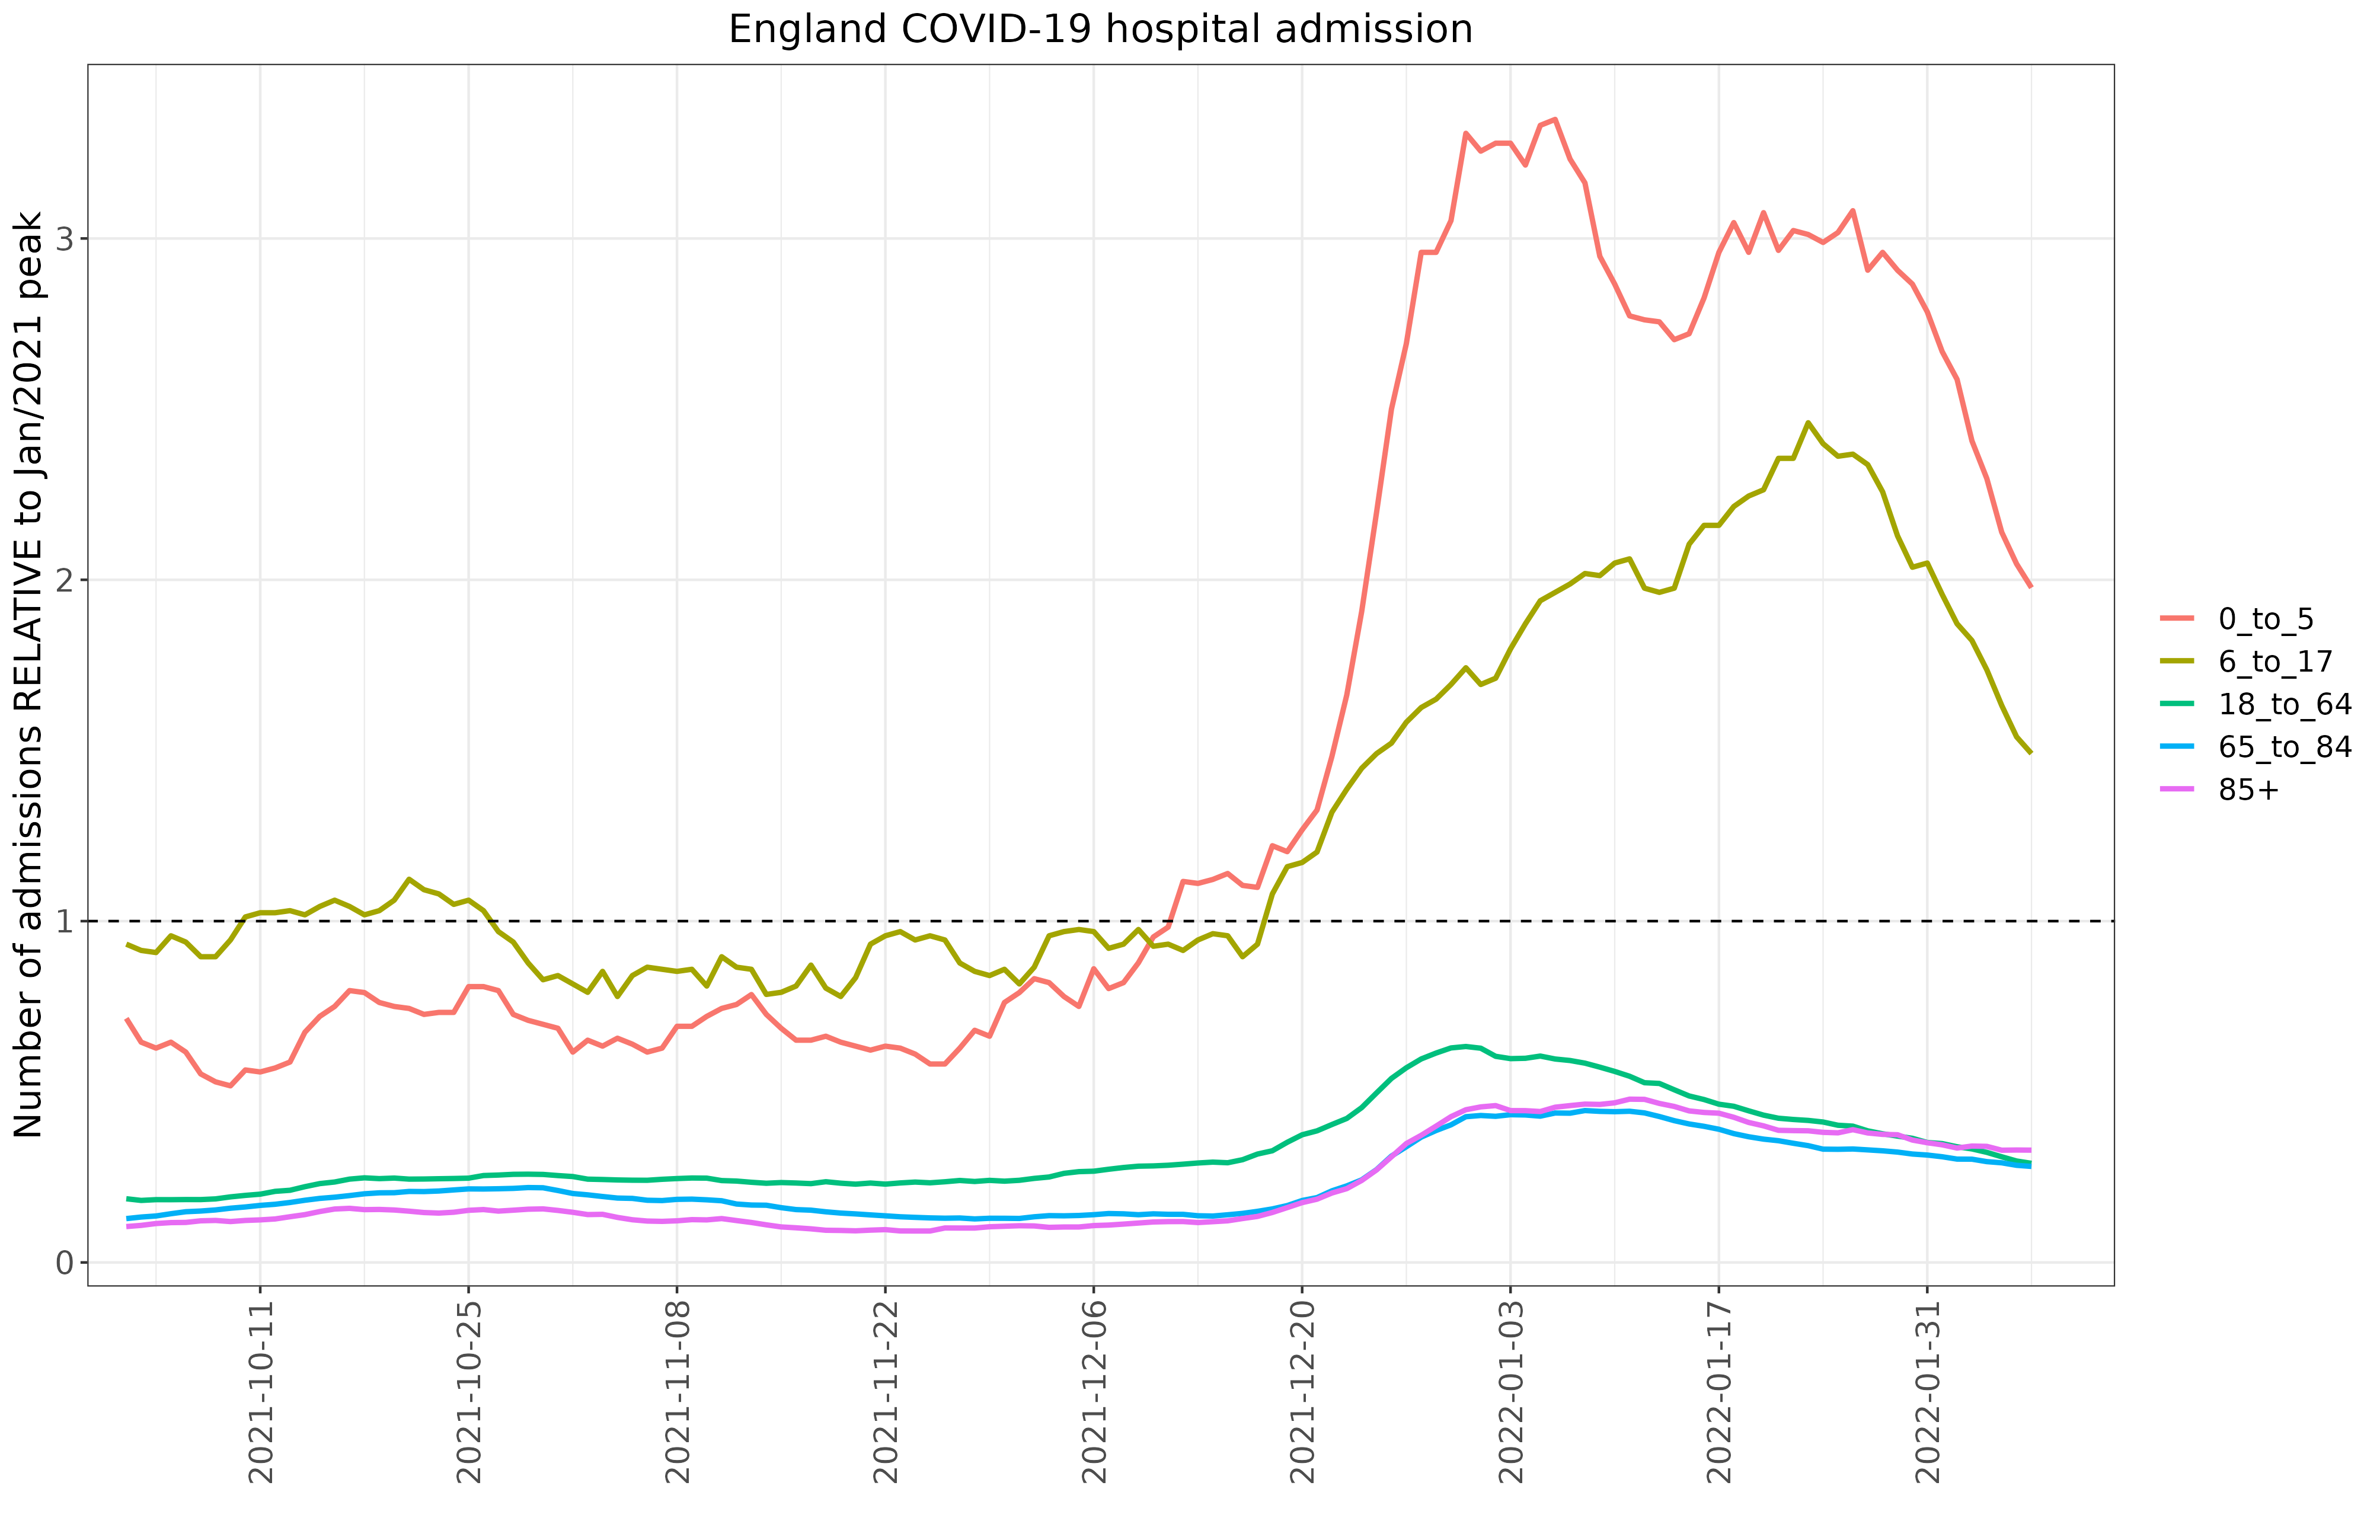 England COVID-19 hospital admission
Number of admissions RELATIVE to Jan/2021 peak
3
2
1
0
2021-10-11
2021-10-25
2021-11-08
2021-11-22
2021-12-06
2021-12-20
2022-01-03
2022-01-17
2022-01-31
0_to_5
6_to_17
18_to_64
65_to_84
85+